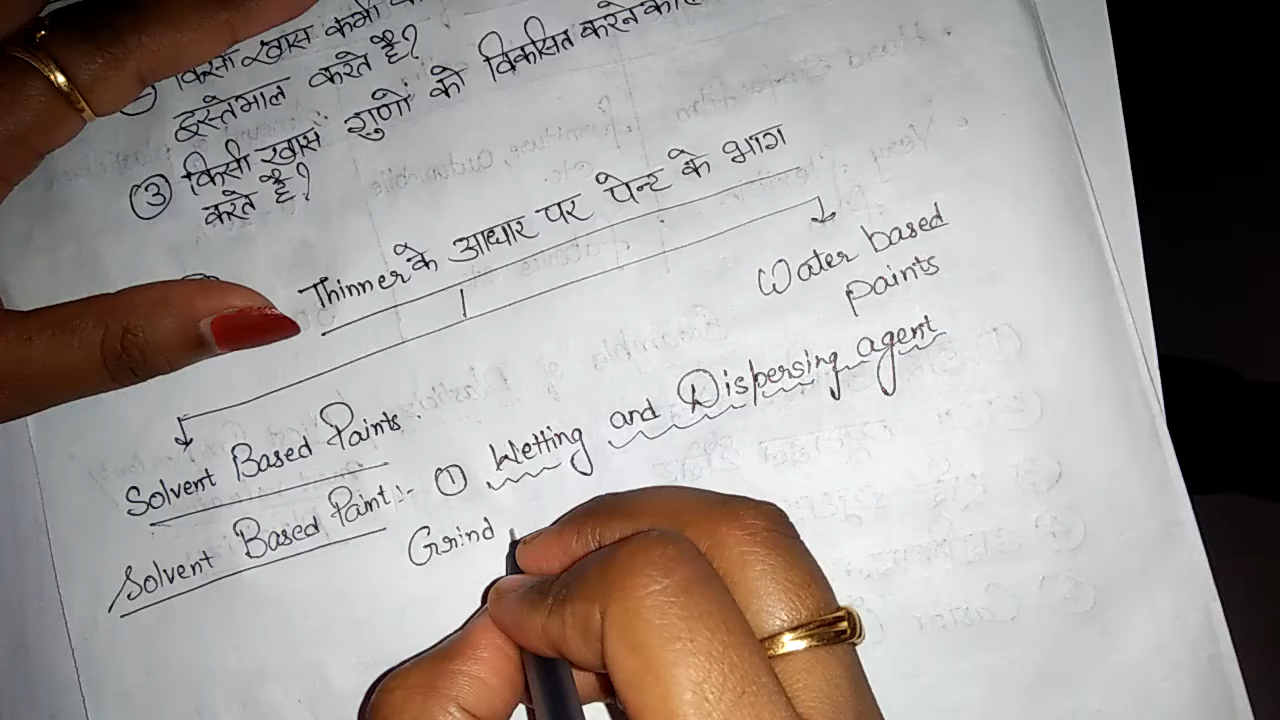 किसी खास कमी
इस्तेमाल करते है?
③ किसी खास गुणों को विकसित करने का
करते है?
Thinner के आधार पर पेन्ट के भाग
Water based
paints
Solvent Based Paints.
Solvent Based Paint:- ① Wetting and Dispersing agent
Grind